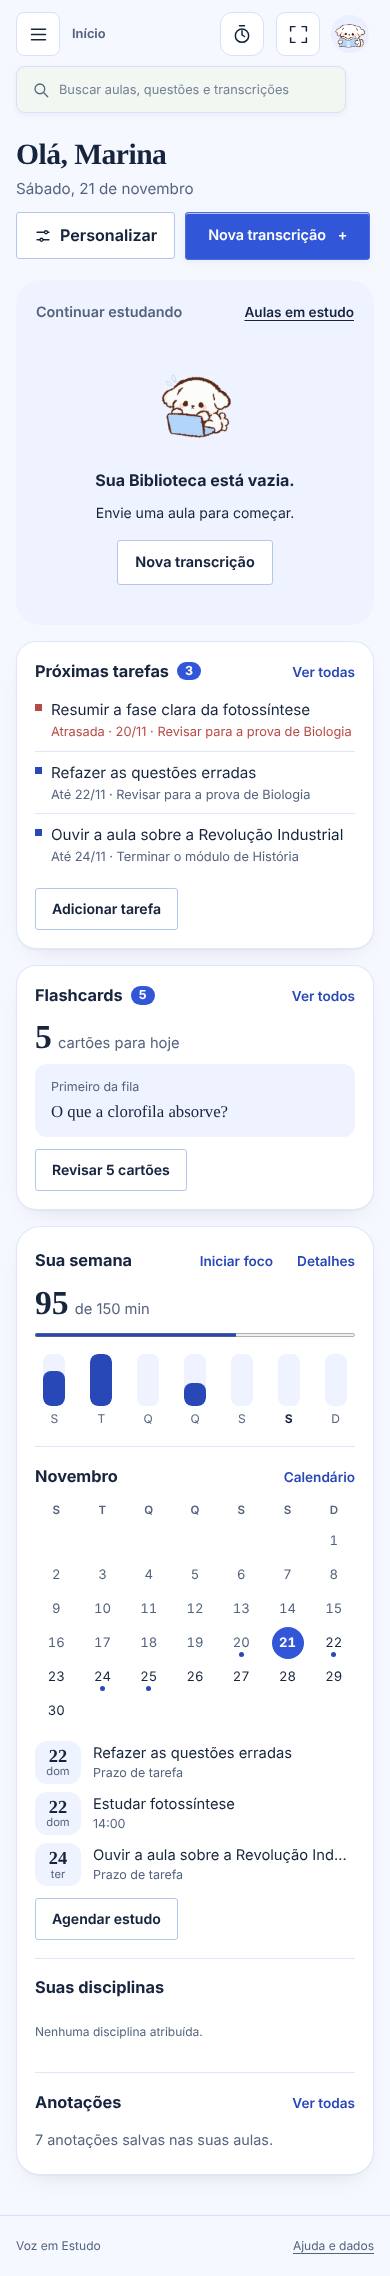 Início
Buscar aulas, questões e transcrições
Olá, Marina
Sábado, 21 de novembro
Personalizar
Nova transcrição +
Continuar estudando
Aulas em estudo
Sua Biblioteca está vazia.
Envie uma aula para começar.
Nova transcrição
Próximas tarefas 3
Ver todas
Resumir a fase clara da fotossíntese
Atrasada · 20/11 · Revisar para a prova de Biologia
Refazer as questões erradas
Até 22/11 · Revisar para a prova de Biologia
Ouvir a aula sobre a Revolução Industrial
Até 24/11 · Terminar o módulo de História
Adicionar tarefa
Flashcards 5
Ver todos
5 cartões para hoje
Primeiro da fila
O que a clorofila absorve?
Revisar 5 cartões
Sua semana
Iniciar foco
Detalhes
95 de 150 min
S T Q Q S S D
Novembro
Calendário
S T Q Q S S D
1
2 3 4 5 6 7 8
9 10 11 12 13 14 15
16 17 18 19 20 21 22
23 24 25 26 27 28 29
30
22 dom
Refazer as questões erradas
Prazo de tarefa
22 dom
Estudar fotossíntese
14:00
24 ter
Ouvir a aula sobre a Revolução Ind...
Prazo de tarefa
Agendar estudo
Suas disciplinas
Nenhuma disciplina atribuída.
Anotações
Ver todas
7 anotações salvas nas suas aulas.
Voz em Estudo
Ajuda e dados